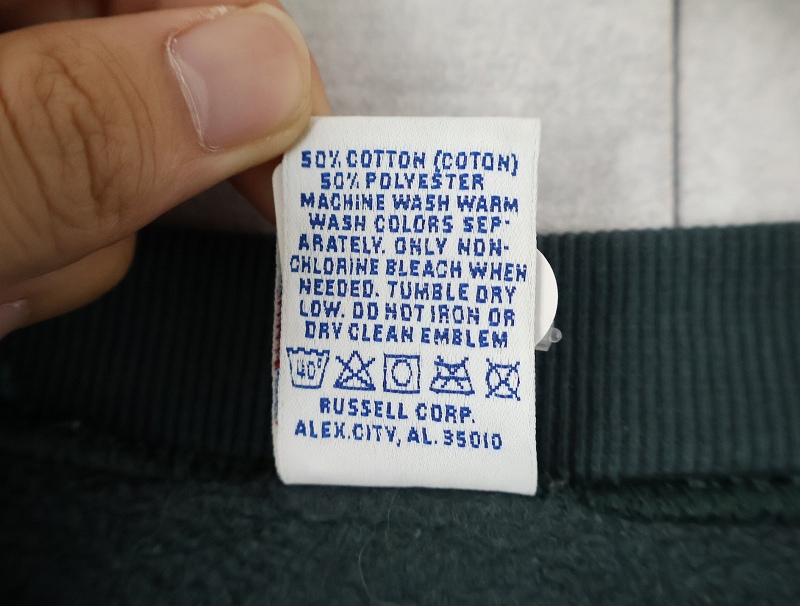 50% COTTON (COTON)
50% POLYESTER
MACHINE WASH WARM
WASH COLORS SEP-
ARATELY. ONLY NON-
CHLORINE BLEACH WHEN
NEEDED. TUMBLE DRY
LOW. DO NOT IRON OR
DRY CLEAN EMBLEM
40°
RUSSELL CORP.
ALEX.CITY, AL. 35010